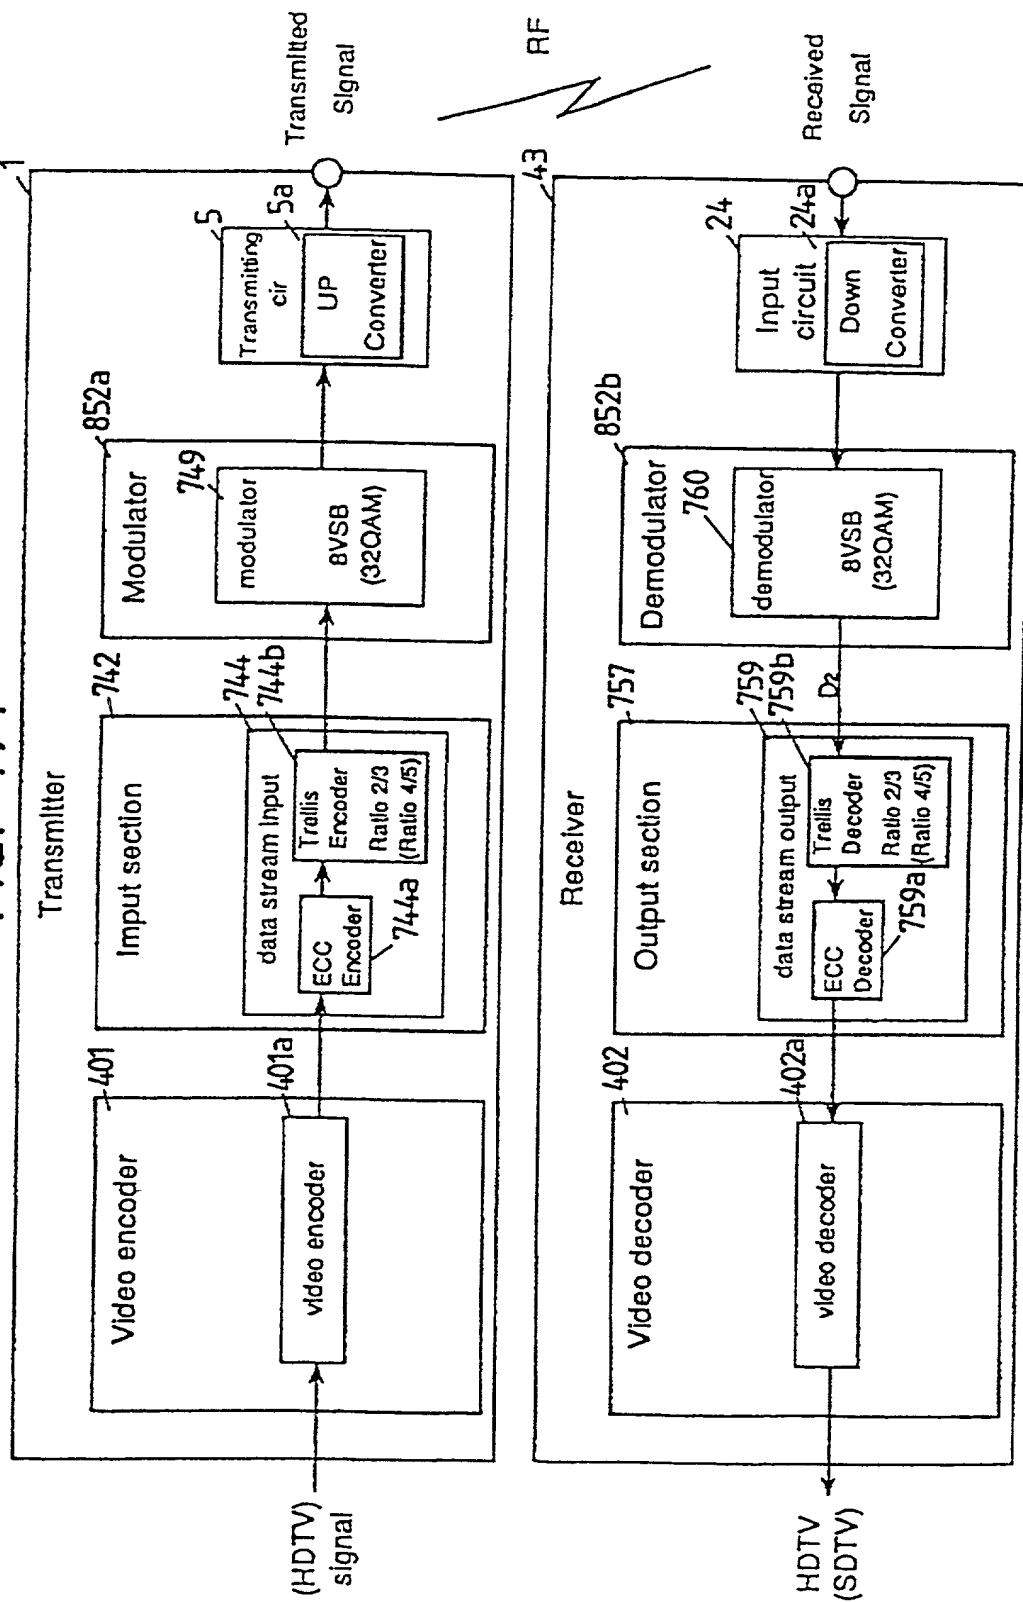 1
Transmitter
Video encoder
401
401a
video encoder
(HDTV)
signal
Imput section
742
data stream Input
744
744b
ECC
Encoder
744a
Trellis
Encoder
Ratio 2/3
(Ratio 4/5)
Modulator
852a
749
modulator
8VSB
(32QAM)
5
Transmitting
cir
5a
UP
Converter
Transmitted
Signal
RF
43
Receiver
Video decoder
402
402a
video decoder
HDTV
(SDTV)
Output section
757
data stream output
759
759b
ECC
Decoder
759a
Trellis
Decoder
Ratio 2/3
(Ratio 4/5)
D2
Demodulator
852b
760
demodulator
8VSB
(32QAM)
24
Input
circuit
24a
Down
Converter
Received
Signal